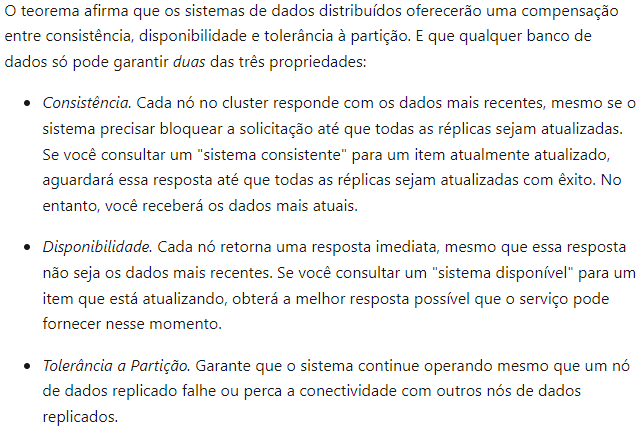 O teorema afirma que os sistemas de dados distribuídos oferecerão uma compensação
entre consistência, disponibilidade e tolerância à partição. E que qualquer banco de
dados só pode garantir duas das três propriedades:
• Consistência. Cada nó no cluster responde com os dados mais recentes, mesmo se o
sistema precisar bloquear a solicitação até que todas as réplicas sejam atualizadas.
Se você consultar um "sistema consistente" para um item atualmente atualizado,
aguardará essa resposta até que todas as réplicas sejam atualizadas com êxito. No
entanto, você receberá os dados mais atuais.
• Disponibilidade. Cada nó retorna uma resposta imediata, mesmo que essa resposta
não seja os dados mais recentes. Se você consultar um "sistema disponível" para um
item que está atualizando, obterá a melhor resposta possível que o serviço pode
fornecer nesse momento.
• Tolerância a Partição. Garante que o sistema continue operando mesmo que um nó
de dados replicado falhe ou perca a conectividade com outros nós de dados
replicados.